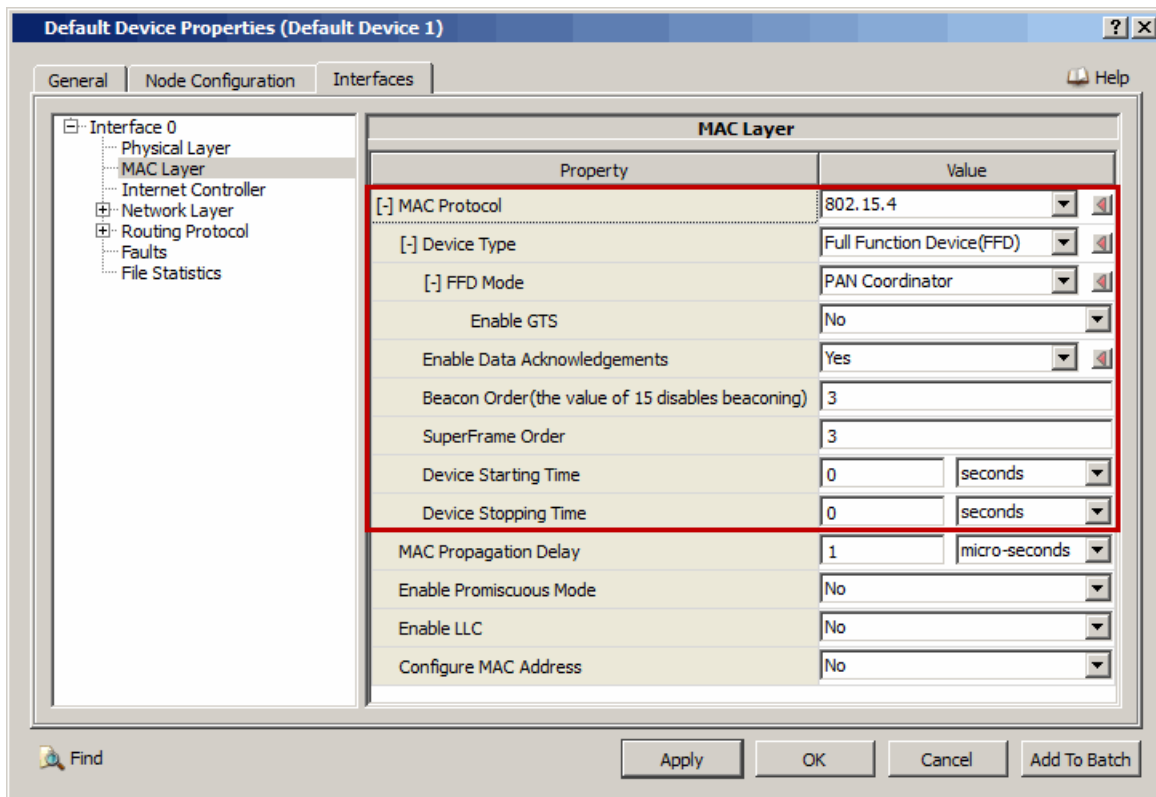 Default Device Properties (Default Device 1)
?
General
Node Configuration
Interfaces
Help
Interface 0
Physical Layer
MAC Layer
Internet Controller
Network Layer
Routing Protocol
Faults
File Statistics
MAC Layer
Property Value
[-] MAC Protocol 802.15.4
[-] Device Type Full Function Device(FFD)
[-] FFD Mode PAN Coordinator
Enable GTS No
Enable Data Acknowledgements Yes
Beacon Order(the value of 15 disables beaconing) 3
SuperFrame Order 3
Device Starting Time 0 seconds
Device Stopping Time 0 seconds
MAC Propagation Delay 1 micro-seconds
Enable Promiscuous Mode No
Enable LLC No
Configure MAC Address No
Find
Apply
OK
Cancel
Add To Batch